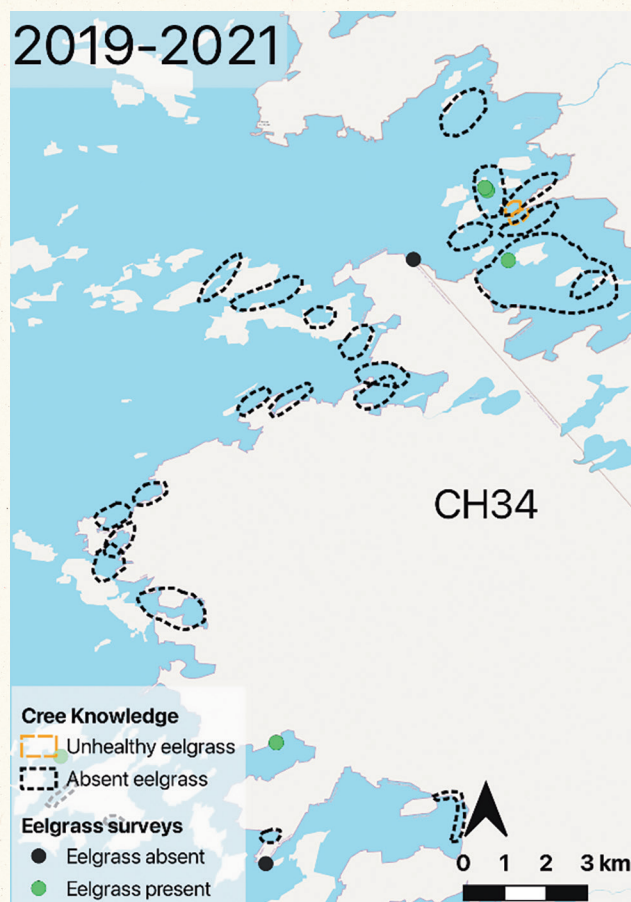 2019-2021
CH34
Cree Knowledge
Unhealthy eelgrass
Absent eelgrass
Eelgrass surveys
Eelgrass absent
Eelgrass present
0 1 2 3 km